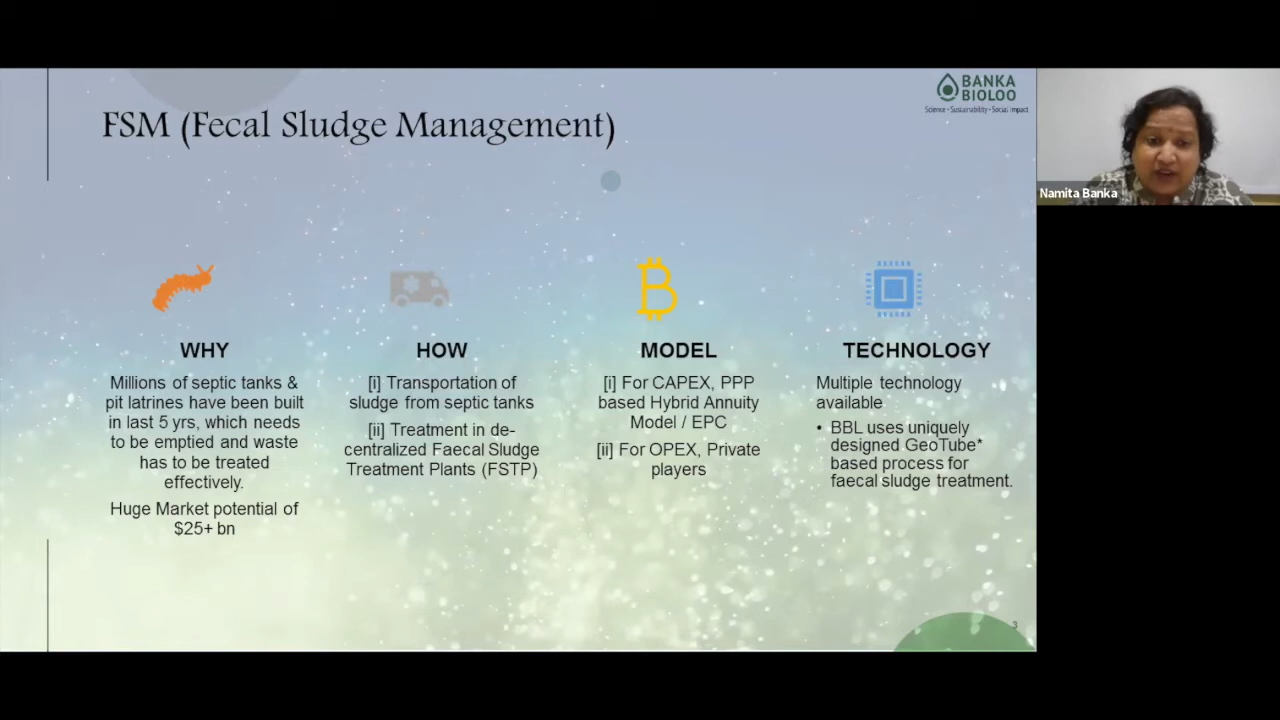 BANKA
BIOLOO
Science • Sustainability • Social Impact
FSM (Fecal Sludge Management)
Namita Banka
WHY
Millions of septic tanks &
pit latrines have been built
in last 5 yrs, which needs
to be emptied and waste
has to be treated
effectively.
Huge Market potential of
$25+ bn
HOW
[i] Transportation of
sludge from septic tanks
[ii] Treatment in de-
centralized Faecal Sludge
Treatment Plants (FSTP)
MODEL
[i] For CAPEX, PPP
based Hybrid Annuity
Model / EPC
[ii] For OPEX, Private
players
TECHNOLOGY
Multiple technology
available
• BBL uses uniquely
designed GeoTube*
based process for
faecal sludge treatment.
3